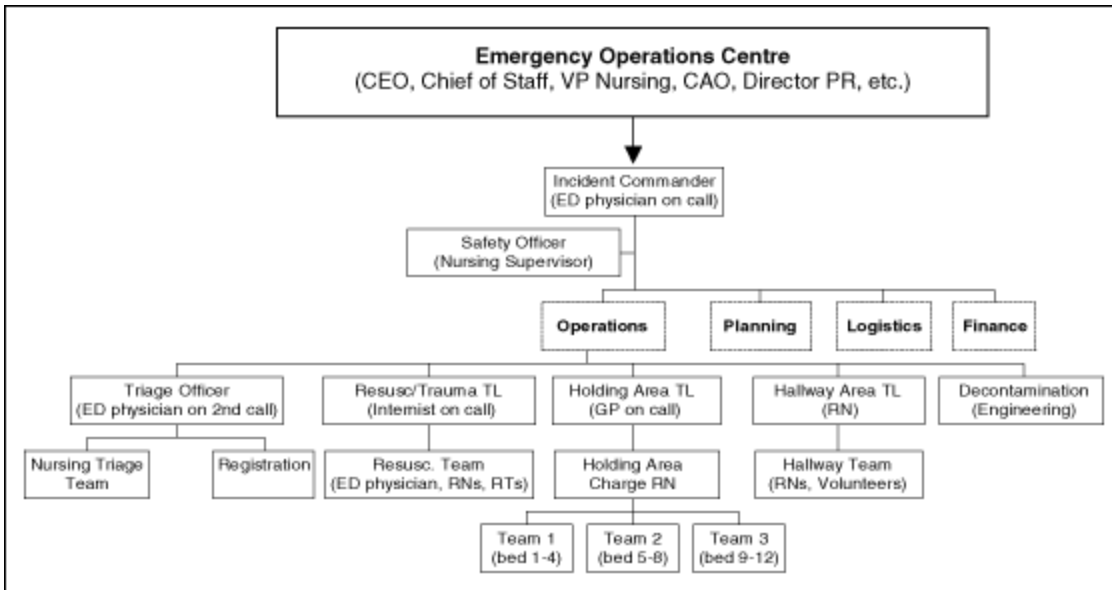 Emergency Operations Centre
(CEO, Chief of Staff, VP Nursing, CAO, Director PR, etc.)
Incident Commander
(ED physician on call)
Safety Officer
(Nursing Supervisor)
Operations
Planning
Logistics
Finance
Triage Officer
(ED physician on 2nd call)
Resusc/Trauma TL
(Internist on call)
Holding Area TL
(GP on call)
Hallway Area TL
(RN)
Decontamination
(Engineering)
Nursing Triage
Team
Registration
Resusc. Team
(ED physician, RNs, RTs)
Holding Area
Charge RN
Hallway Team
(RNs, Volunteers)
Team 1
(bed 1-4)
Team 2
(bed 5-8)
Team 3
(bed 9-12)